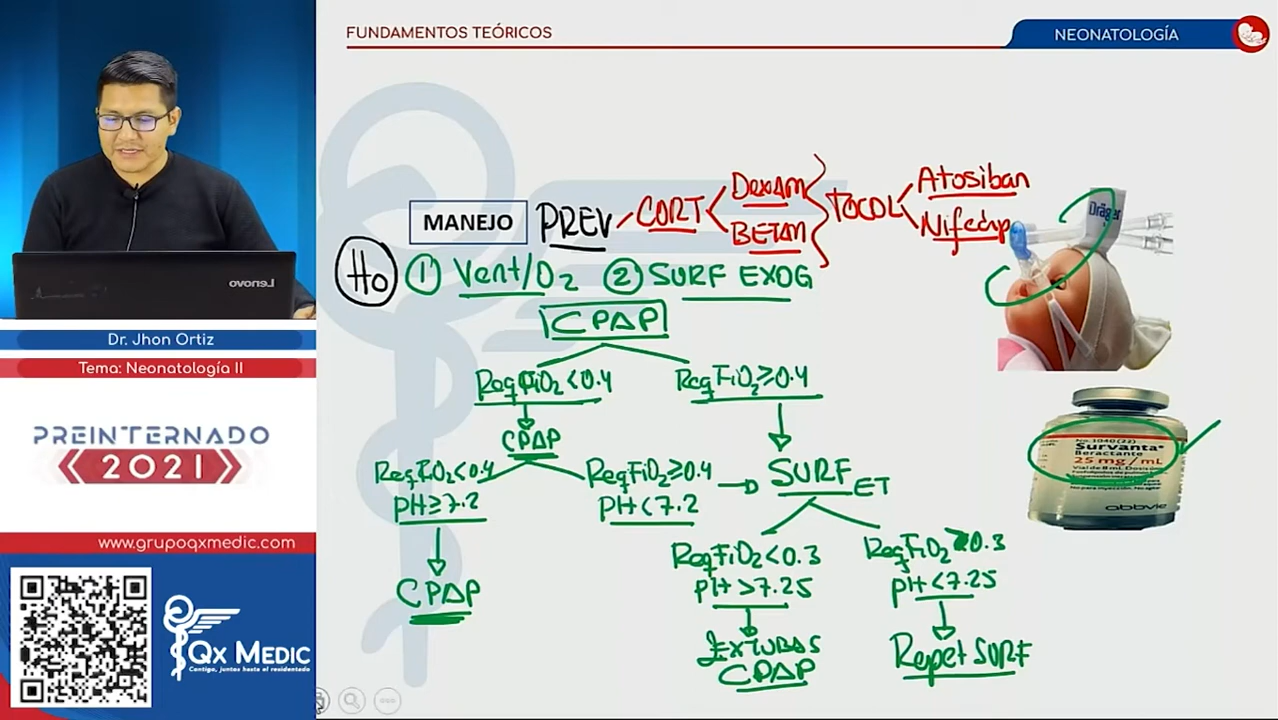 FUNDAMENTOS TEÓRICOS
NEONATOLOGÍA
MANEJO PREV CORT DEXAM BETAM TOCOL Atosiban Nifedip
Dräger
Tto 1 Vent/O2 2 SURF EXOG
CPAP
Req FiO2 <0.4 Req FiO2 ≥0.4
CPAP
Req FiO2 <0.4 Req FiO2 ≥0.4 SURF ET
pH ≥7.2 pH <7.2
CPAP
Req FiO2 <0.3 Req FiO2 0.3
pH >7.25 pH <7.25
EXTUBAS Repet SURF
CPAP
No. 1040 (22)
Survanta
Beractante
25 mg/mL
abbvie
Lenovo
Dr. Jhon Ortiz
Tema: Neonatología II
PREINTERNADO
2021
www.grupoqxmedic.com
QX MEDIC
Contigo, juntos hasta el residentado